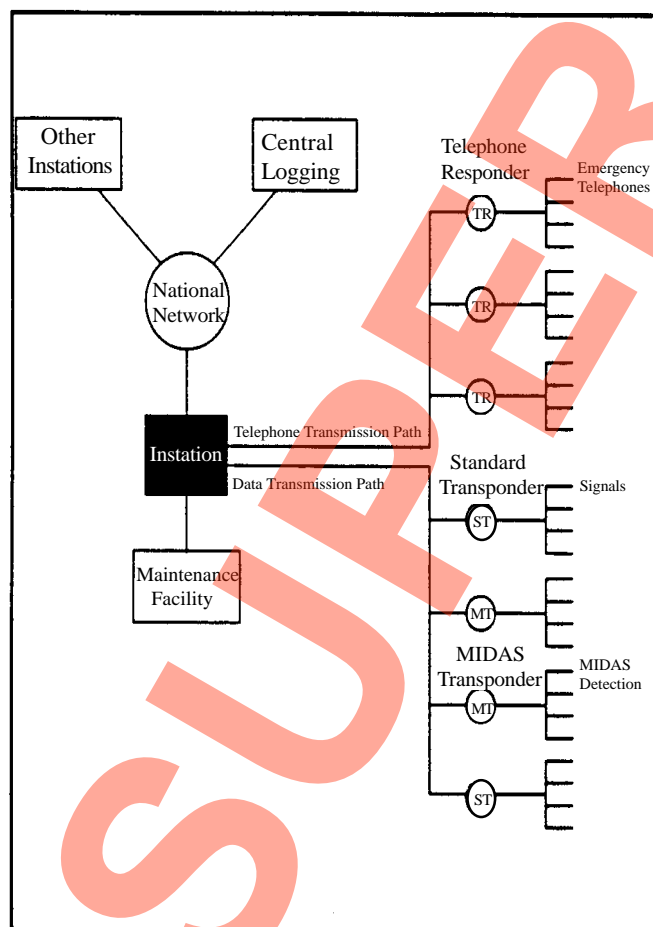 Other
Instations
Central
Logging
National
Network
Instation
Maintenance
Facility
Telephone Transmission Path
Data Transmission Path
Telephone
Responder
Emergency
Telephones
TR
TR
TR
Standard
Transponder
Signals
ST
MT
MIDAS
Transponder
MIDAS
Detection
MT
ST
SUPER